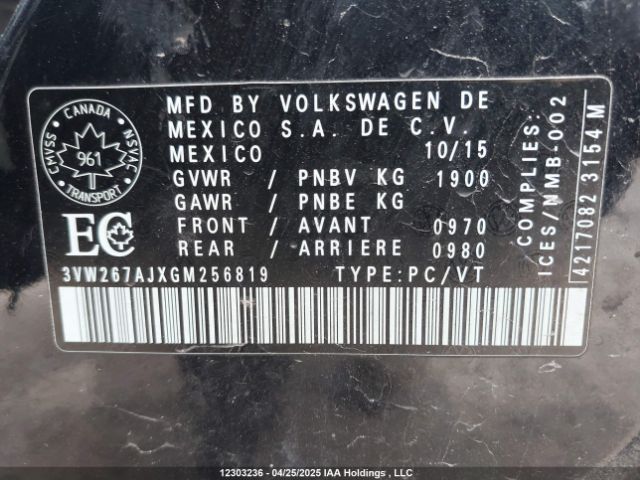 CMVSS • CANADA • NSVAC
961
TRANSPORT
EC
MFD BY VOLKSWAGEN DE
MEXICO S.A. DE C.V.
MEXICO 10/15
GVWR / PNBV KG 1900
GAWR / PNBE KG
FRONT / AVANT 0970
REAR / ARRIERE 0980
3VW267AJXGM256819 TYPE:PC/VT
COMPLIES:
ICES/NMB-002
4217082 3154 M
12303236 - 04/25/2025 IAA Holdings , LLC